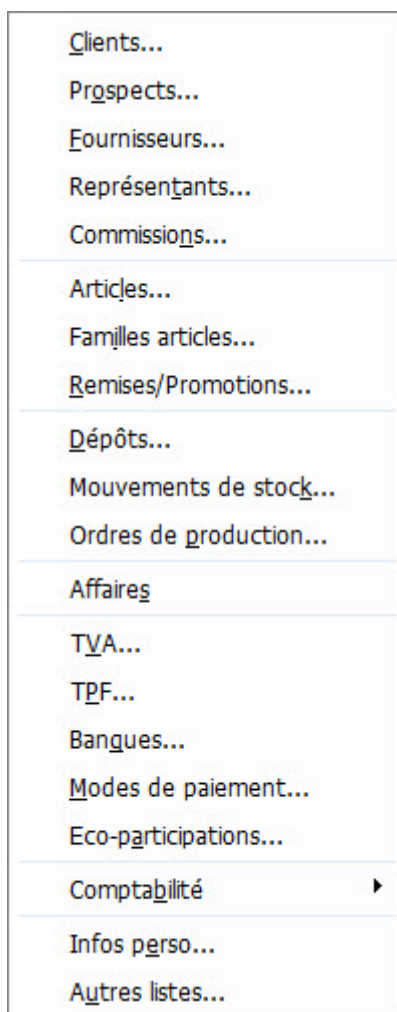 Clients...
Prospects...
Fournisseurs...
Représentants...
Commissions...
Articles...
Familles articles...
Remises/Promotions...
Dépôts...
Mouvements de stock...
Ordres de production...
Affaires
TVA...
TPF...
Banques...
Modes de paiement...
Eco-participations...
Comptabilité
Infos perso...
Autres listes...